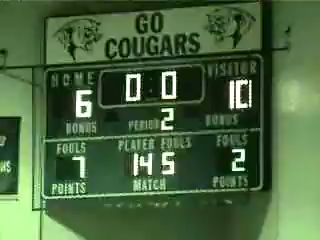 GO
COUGARS
HOME
0 0
VISITOR
6
10
BONUS
PERIOD
2
BONUS
FOULS
PLAYER FOULS
FOULS
7
14 5
2
POINTS
MATCH
POINTS